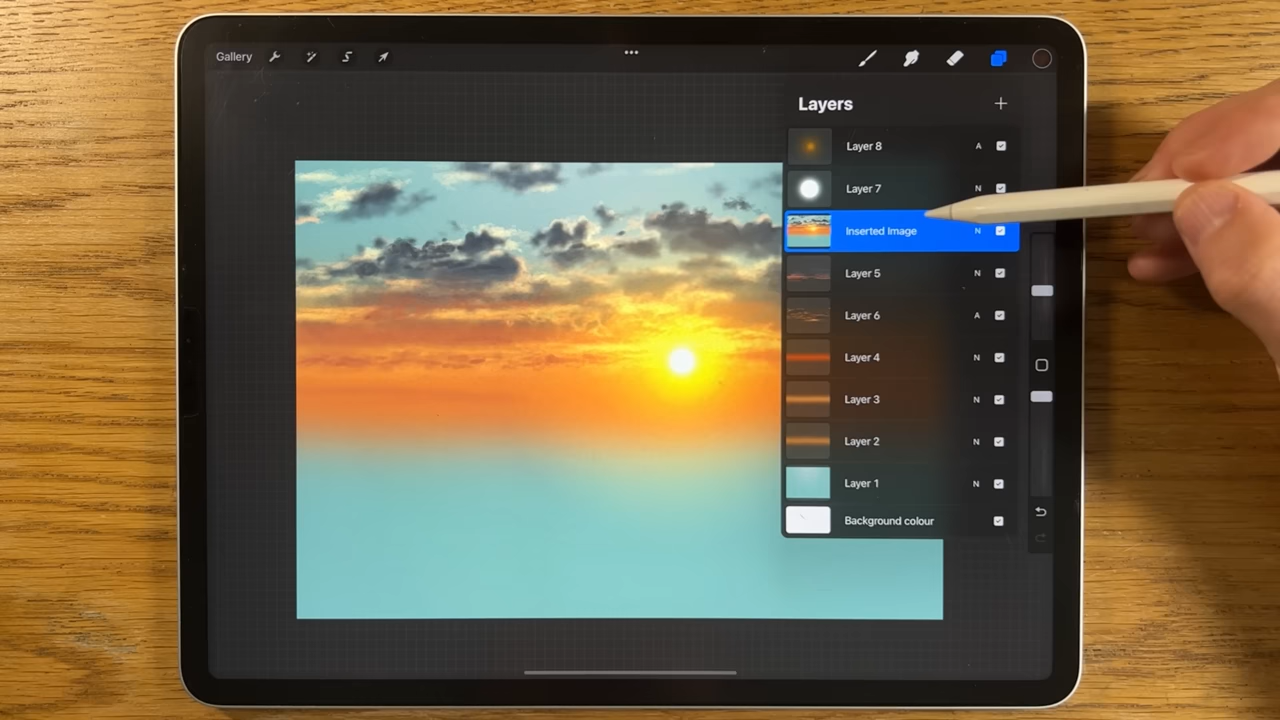 Gallery
Layers
Layer 8 A
Layer 7 N
Inserted Image N
Layer 5 N
Layer 6 A
Layer 4 N
Layer 3 N
Layer 2 N
Layer 1 N
Background colour